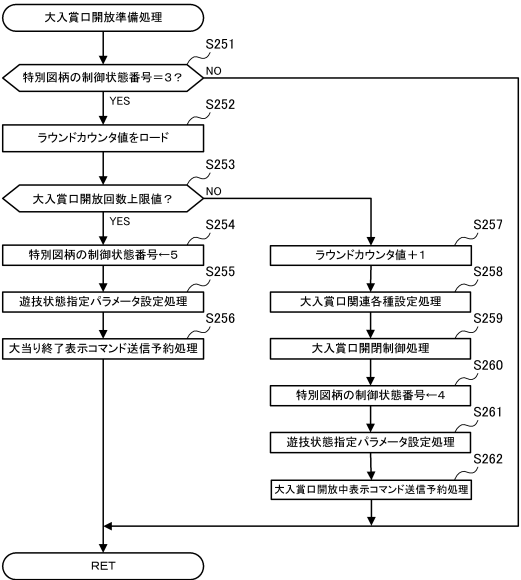 大入賞口開放準備処理
S251
特別図柄の制御状態番号＝3？
NO
YES
S252
ラウンドカウンタ値をロード
S253
大入賞口開放回数上限値？
NO
YES
S254
特別図柄の制御状態番号←5
S255
遊技状態指定パラメータ設定処理
S256
大当り終了表示コマンド送信予約処理
S257
ラウンドカウンタ値＋1
S258
大入賞口関連各種設定処理
S259
大入賞口開閉制御処理
S260
特別図柄の制御状態番号←4
S261
遊技状態指定パラメータ設定処理
S262
大入賞口開放中表示コマンド送信予約処理
RET